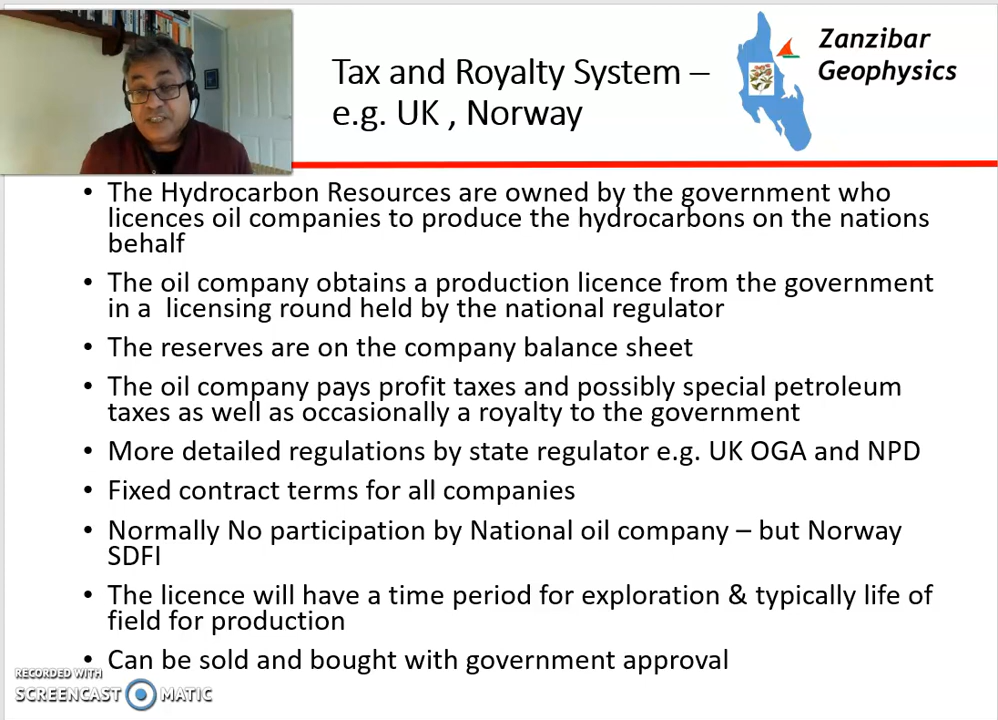 Tax and Royalty System –
e.g. UK , Norway
Zanzibar
Geophysics
• The Hydrocarbon Resources are owned by the government who
licences oil companies to produce the hydrocarbons on the nations
behalf
• The oil company obtains a production licence from the government
in a  licensing round held by the national regulator
• The reserves are on the company balance sheet
• The oil company pays profit taxes and possibly special petroleum
taxes as well as occasionally a royalty to the government
• More detailed regulations by state regulator e.g. UK OGA and NPD
• Fixed contract terms for all companies
• Normally No participation by National oil company – but Norway
SDFI
• The licence will have a time period for exploration & typically life of
field for production
• Can be sold and bought with government approval
RECORDED WITH
SCREENCAST MATIC